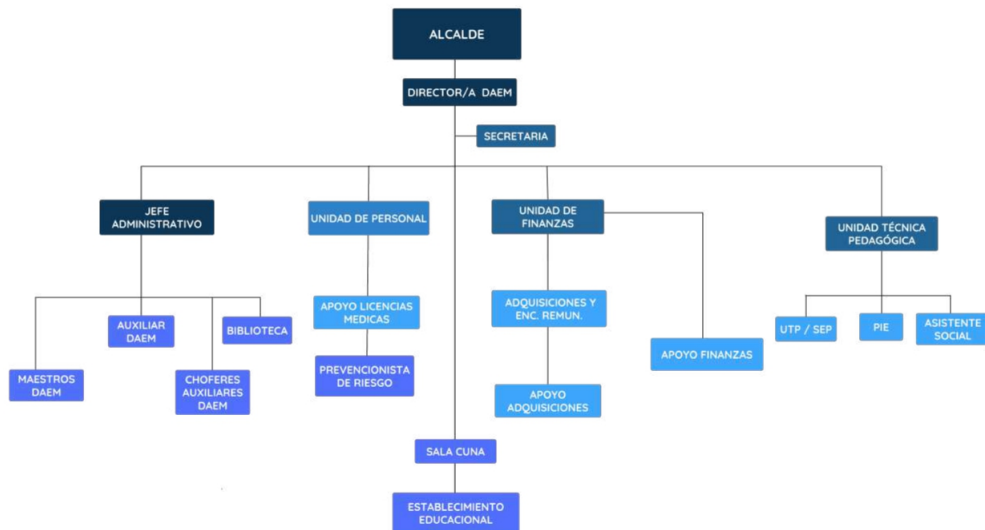 ALCALDE
DIRECTOR/A DAEM
SECRETARIA
JEFE
ADMINISTRATIVO
UNIDAD DE PERSONAL
UNIDAD DE
FINANZAS
UNIDAD TÉCNICA
PEDAGÓGICA
MAESTROS
DAEM
AUXILIAR
DAEM
CHOFERES
AUXILIARES
DAEM
BIBLIOTECA
APOYO LICENCIAS
MEDICAS
PREVENCIONISTA
DE RIESGO
ADQUISICIONES Y
ENC. REMUN.
APOYO
ADQUISICIONES
APOYO FINANZAS
UTP / SEP
PIE
ASISTENTE
SOCIAL
SALA CUNA
ESTABLECIMIENTO
EDUCACIONAL